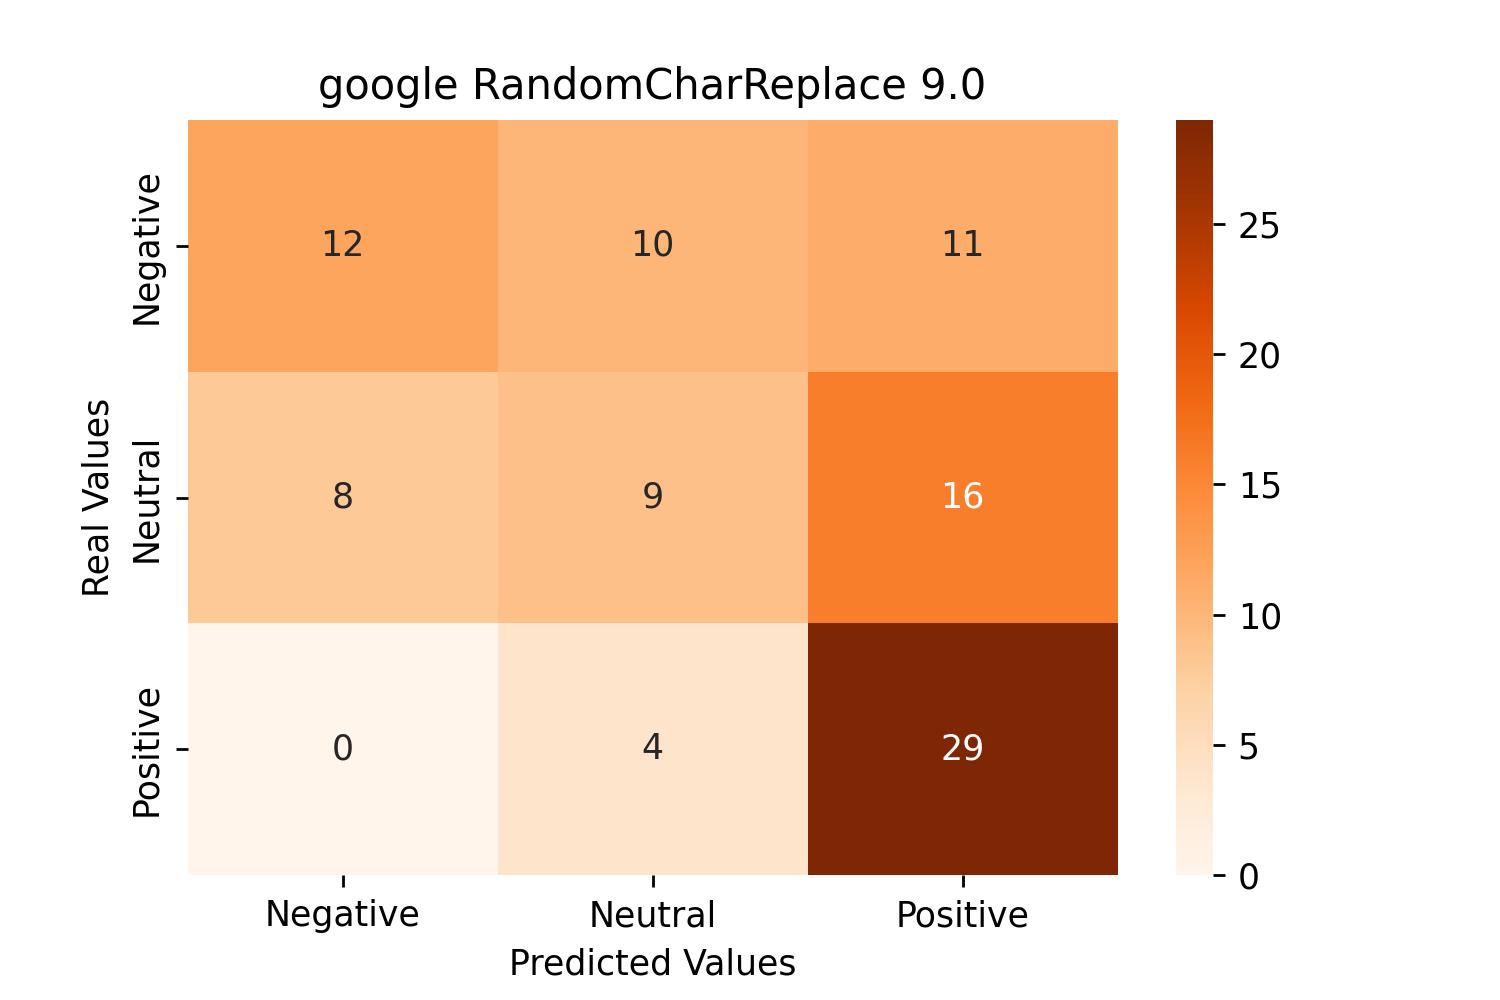 google RandomCharReplace 9.0
Real Values
Negative
12 10 11
Neutral
8 9 16
Positive
0 4 29
Negative Neutral Positive
Predicted Values
25
20
15
10
5
0